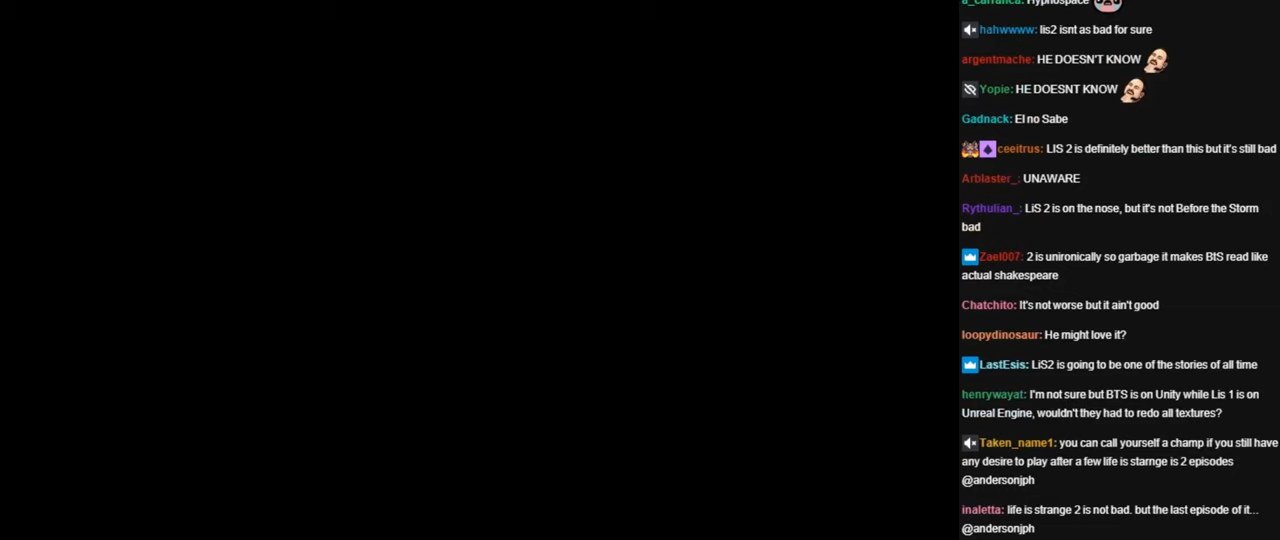 a_carranca: Hypnospace
hahwwww: lis2 isnt as bad for sure
argentmache: HE DOESN'T KNOW
Yopie: HE DOESNT KNOW
Gadnack: El no Sabe
ceeitrus: LIS 2 is definitely better than this but it's still bad
Arblaster_: UNAWARE
Rythulian_: LiS 2 is on the nose, but it's not Before the Storm
bad
Zael007: 2 is unironically so garbage it makes BtS read like
actual shakespeare
Chatchito: It's not worse but it ain't good
loopydinosaur: He might love it?
LastEsis: LiS2 is going to be one of the stories of all time
henrywayat: I'm not sure but BTS is on Unity while Lis 1 is on
Unreal Engine, wouldn't they had to redo all textures?
Taken_name1: you can call yourself a champ if you still have
any desire to play after a few life is starnge is 2 episodes
@andersonjph
inaletta: life is strange 2 is not bad. but the last episode of it...
@andersonjph